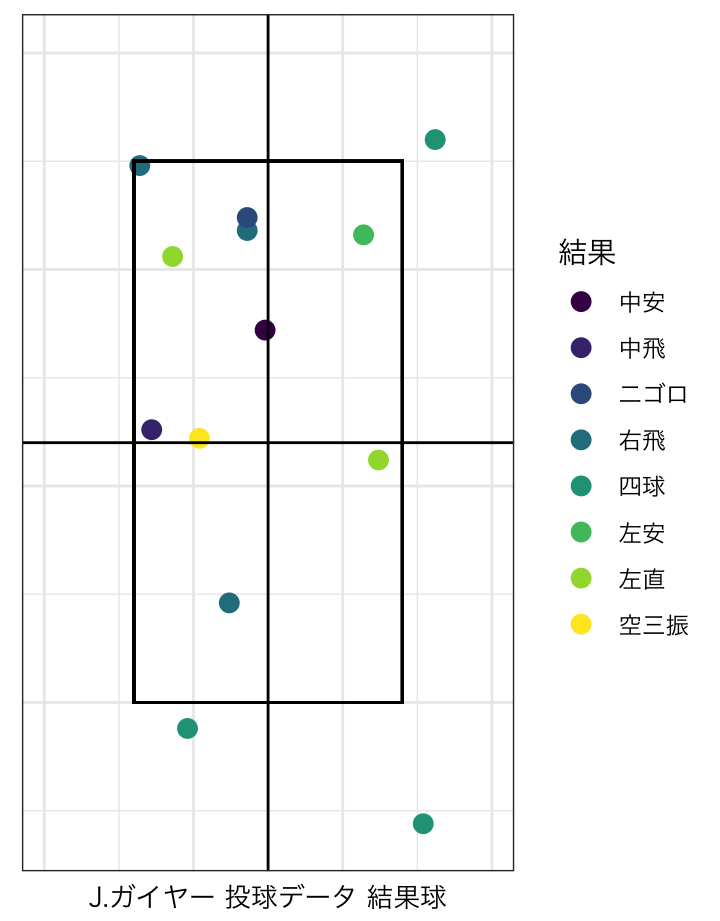 結果
中安
中飛
ニゴロ
右飛
四球
左安
左直
空三振
J.ガイヤー 投球データ 結果球